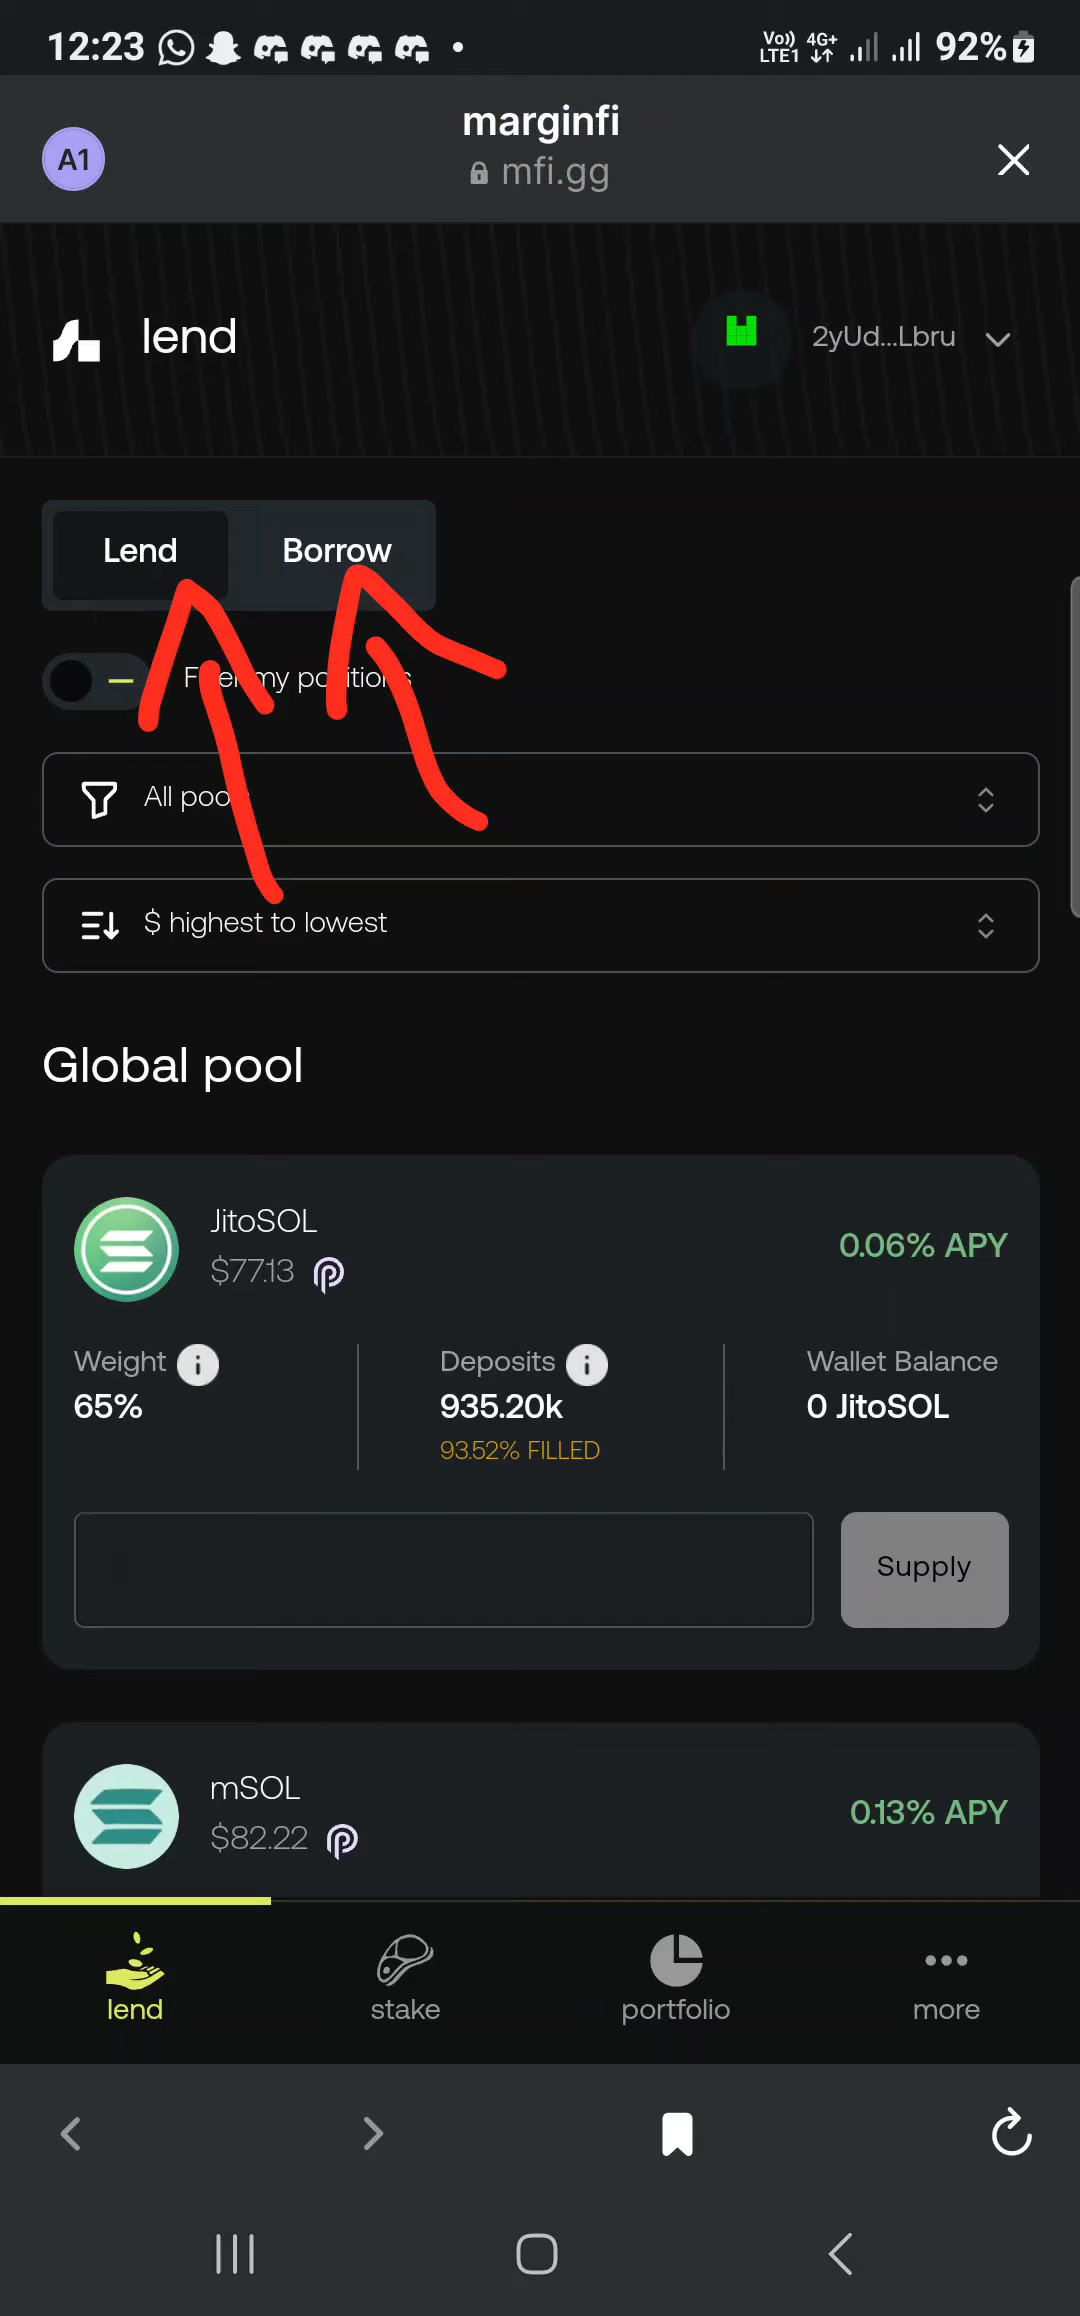 12:23
Vo)) LTE1 4G+ 92%
A1
marginfi
mfi.gg
lend
2yUd...Lbru
Lend Borrow
my
All
$ highest to lowest
Global pool
JitoSOL
$77.13
0.06% APY
Weight
65%
Deposits
935.20k
93.52% FILLED
Wallet Balance
0 JitoSOL
Supply
mSOL
$82.22
0.13% APY
lend
stake
portfolio
more